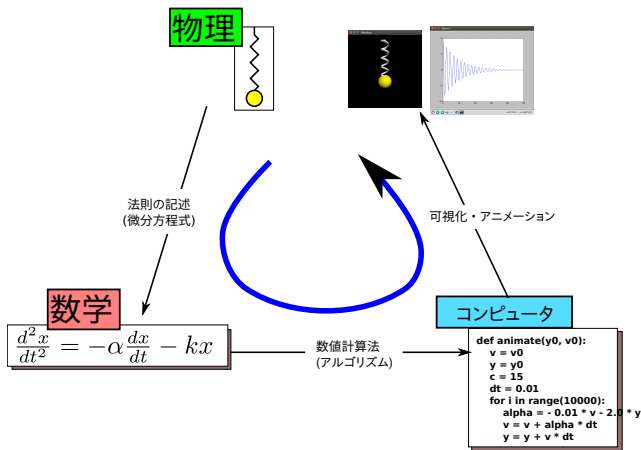 物理
法則の記述
(微分方程式)
可視化・アニメーション
数学
d²x/dt² = −α dx/dt − kx
数値計算法
(アルゴリズム)
コンピュータ
def animate(y0, v0):
v = v0
y = y0
c = 15
dt = 0.01
for i in range(10000):
alpha = - 0.01 * v - 2.0 * y
v = v + alpha * dt
y = y + v * dt